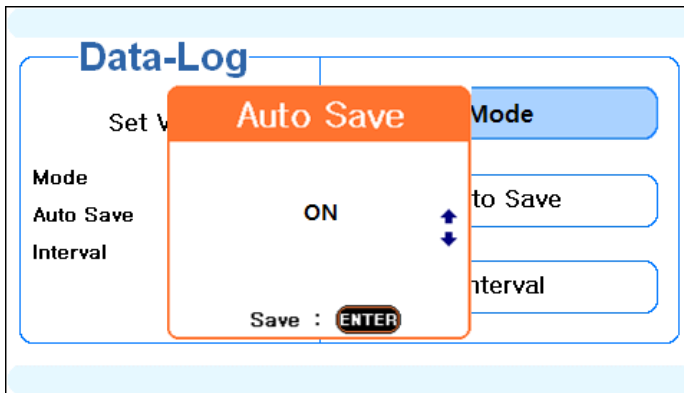 Data-Log
Set V
Auto Save
Mode
Mode
Auto Save
Interval
ON
to Save
nterval
Save : ENTER